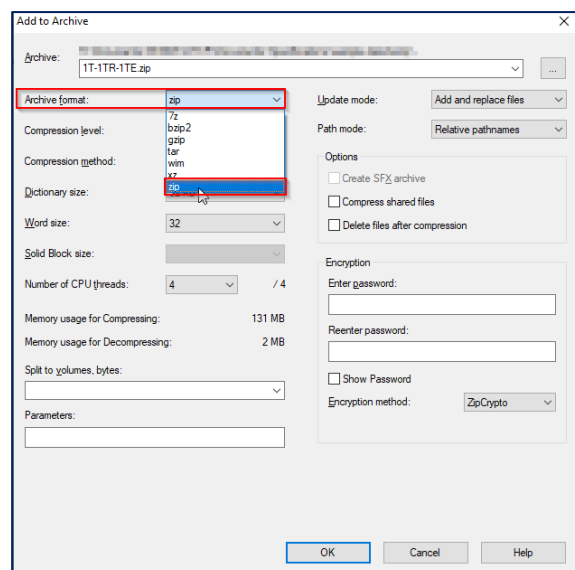 Add to Archive
Archive:
1T-1TR-1TE.zip
...
Archive format: zip
7z
bzip2
gzip
tar
wim
xz
zip
Compression level:
Compression method:
Dictionary size:
Word size: 32
Solid Block size:
Number of CPU threads: 4 / 4
Memory usage for Compressing: 131 MB
Memory usage for Decompressing: 2 MB
Split to volumes, bytes:
Parameters:
Update mode: Add and replace files
Path mode: Relative pathnames
Options
Create SFX archive
Compress shared files
Delete files after compression
Encryption
Enter password:
Reenter password:
Show Password
Encryption method: ZipCrypto
OK Cancel Help